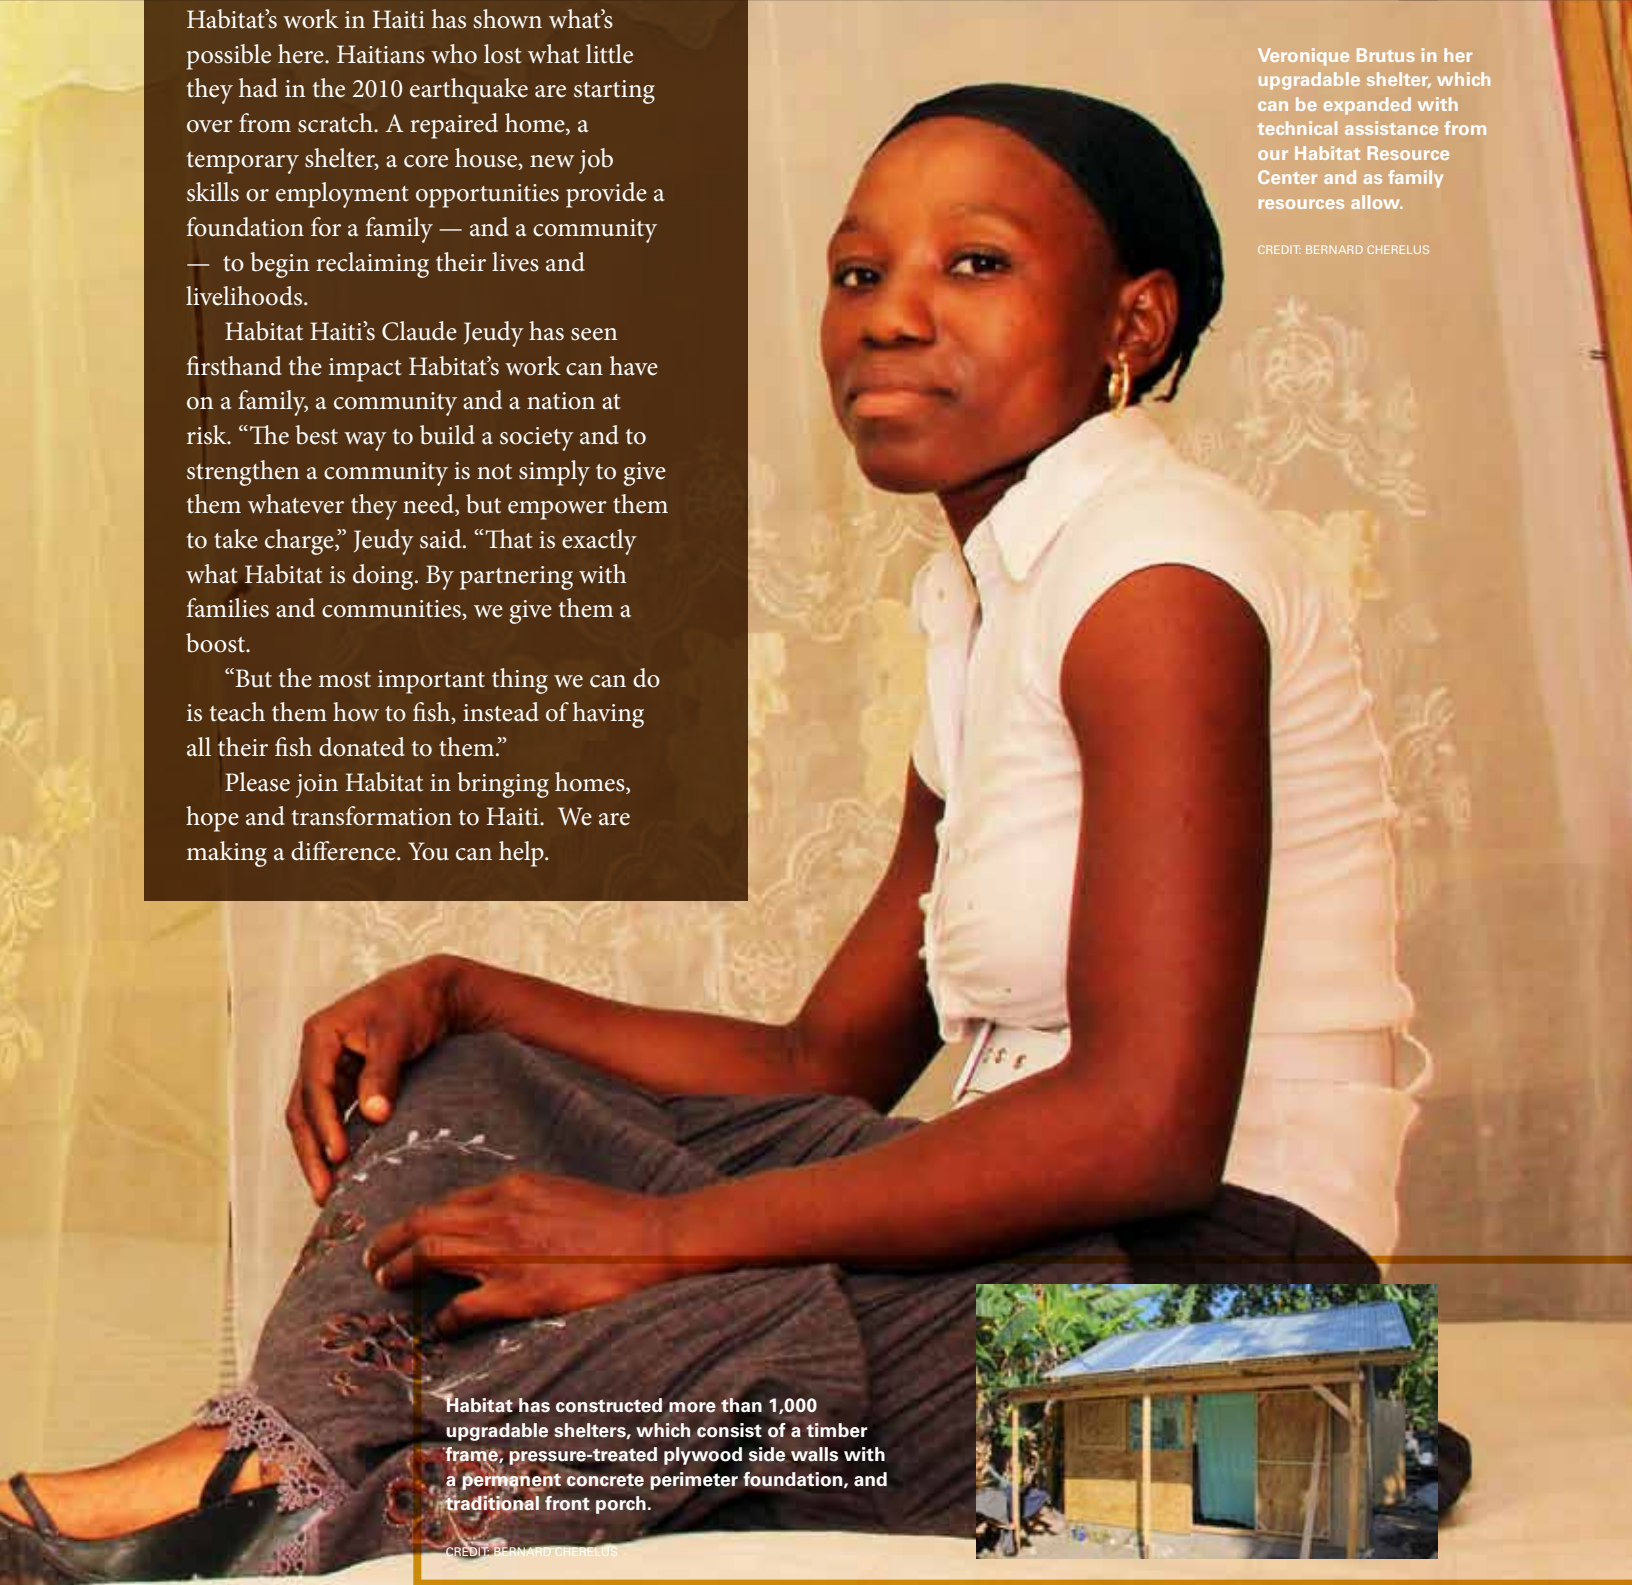 Habitat’s work in Haiti has shown what’s
possible here. Haitians who lost what little
they had in the 2010 earthquake are starting
over from scratch. A repaired home, a
temporary shelter, a core house, new job
skills or employment opportunities provide a
foundation for a family — and a community
—  to begin reclaiming their lives and
livelihoods.
Habitat Haiti’s Claude Jeudy has seen
firsthand the impact Habitat’s work can have
on a family, a community and a nation at
risk. “The best way to build a society and to
strengthen a community is not simply to give
them whatever they need, but empower them
to take charge,” Jeudy said. “That is exactly
what Habitat is doing. By partnering with
families and communities, we give them a
boost.
“But the most important thing we can do
is teach them how to fish, instead of having
all their fish donated to them.”
Please join Habitat in bringing homes,
hope and transformation to Haiti.  We are
making a difference. You can help.
Veronique Brutus in her
upgradable shelter, which
can be expanded with
technical assistance from
our Habitat Resource
Center and as family
resources allow.
CREDIT: BERNARD CHERELUS
Habitat has constructed more than 1,000
upgradable shelters, which consist of a timber
frame, pressure-treated plywood side walls with
a permanent concrete perimeter foundation, and
traditional front porch.
CREDIT: BERNARD CHERELUS